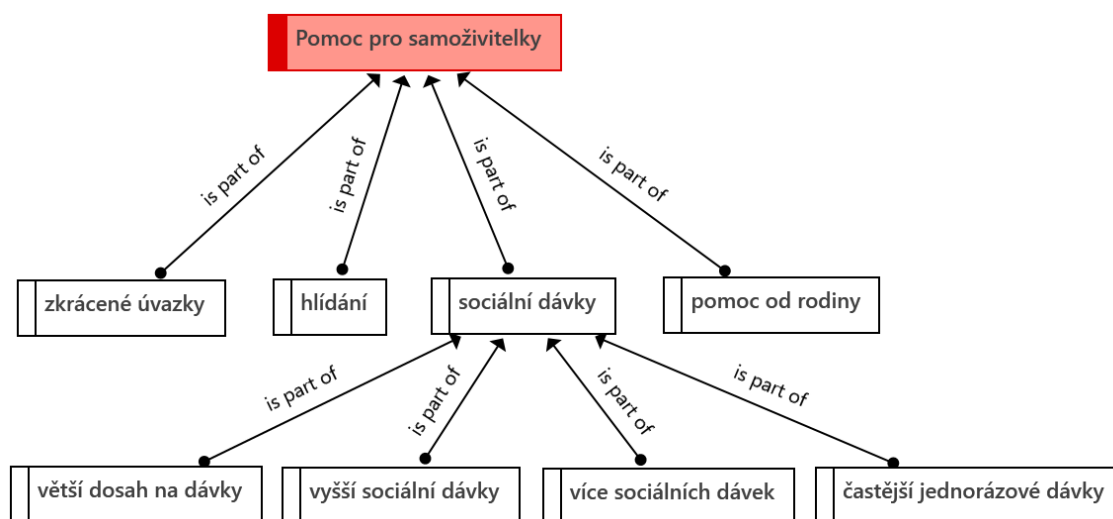 Pomoc pro samoživitelky
is part of
is part of
is part of
is part of
zkrácené úvazky
hlídání
sociální dávky
pomoc od rodiny
is part of
is part of
is part of
is part of
větší dosah na dávky
vyšší sociální dávky
více sociálních dávek
častější jednorázové dávky